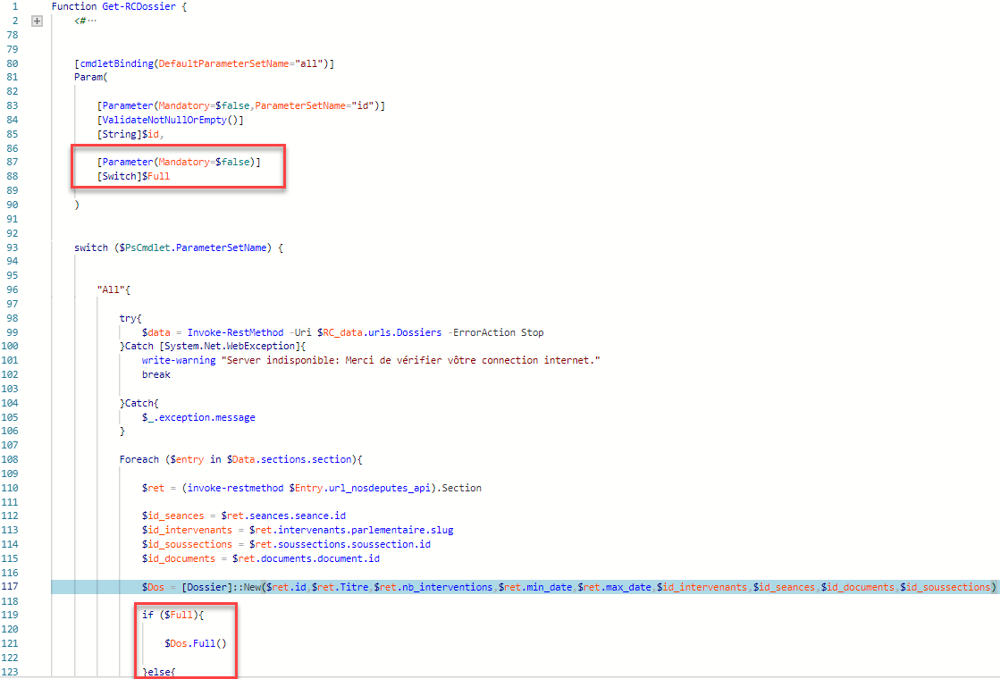 1 Function Get-RCDossier {
2 <#...
78
79
80 [cmdletBinding(DefaultParameterSetName="all")]
81 Param(
82
83 [Parameter(Mandatory=$false,ParameterSetName="id")]
84 [ValidateNotNullOrEmpty()]
85 [String]$id,
86
87 [Parameter(Mandatory=$false)]
88 [Switch]$Full
89
90 )
91
92
93 switch ($PsCmdlet.ParameterSetName) {
94
95
96 "All"{
97
98 try{
99 $data = Invoke-RestMethod -Uri $RC_data.urls.Dossiers -ErrorAction Stop
100 }Catch [System.Net.WebException]{
101 write-warning "Server indisponible: Merci de vérifier vôtre connection internet."
102 break
103
104 }Catch{
105 $_.exception.message
106 }
107
108 Foreach ($entry in $Data.sections.section){
109
110 $ret = (invoke-restmethod $Entry.url_nosdeputes_api).Section
111
112 $id_seances = $ret.seances.seance.id
113 $id_intervenants = $ret.intervenants.parlementaire.slug
114 $id_soussections = $ret.soussections.soussection.id
115 $id_documents = $ret.documents.document.id
116
117 $Dos = [Dossier]::New($ret.id,$ret.Titre,$ret.nb_interventions,$ret.min_date,$ret.max_date,$id_intervenants,$id_seances,$id_documents,$id_soussections)
118
119 if ($Full){
120
121 $Dos.Full()
122
123 }else{